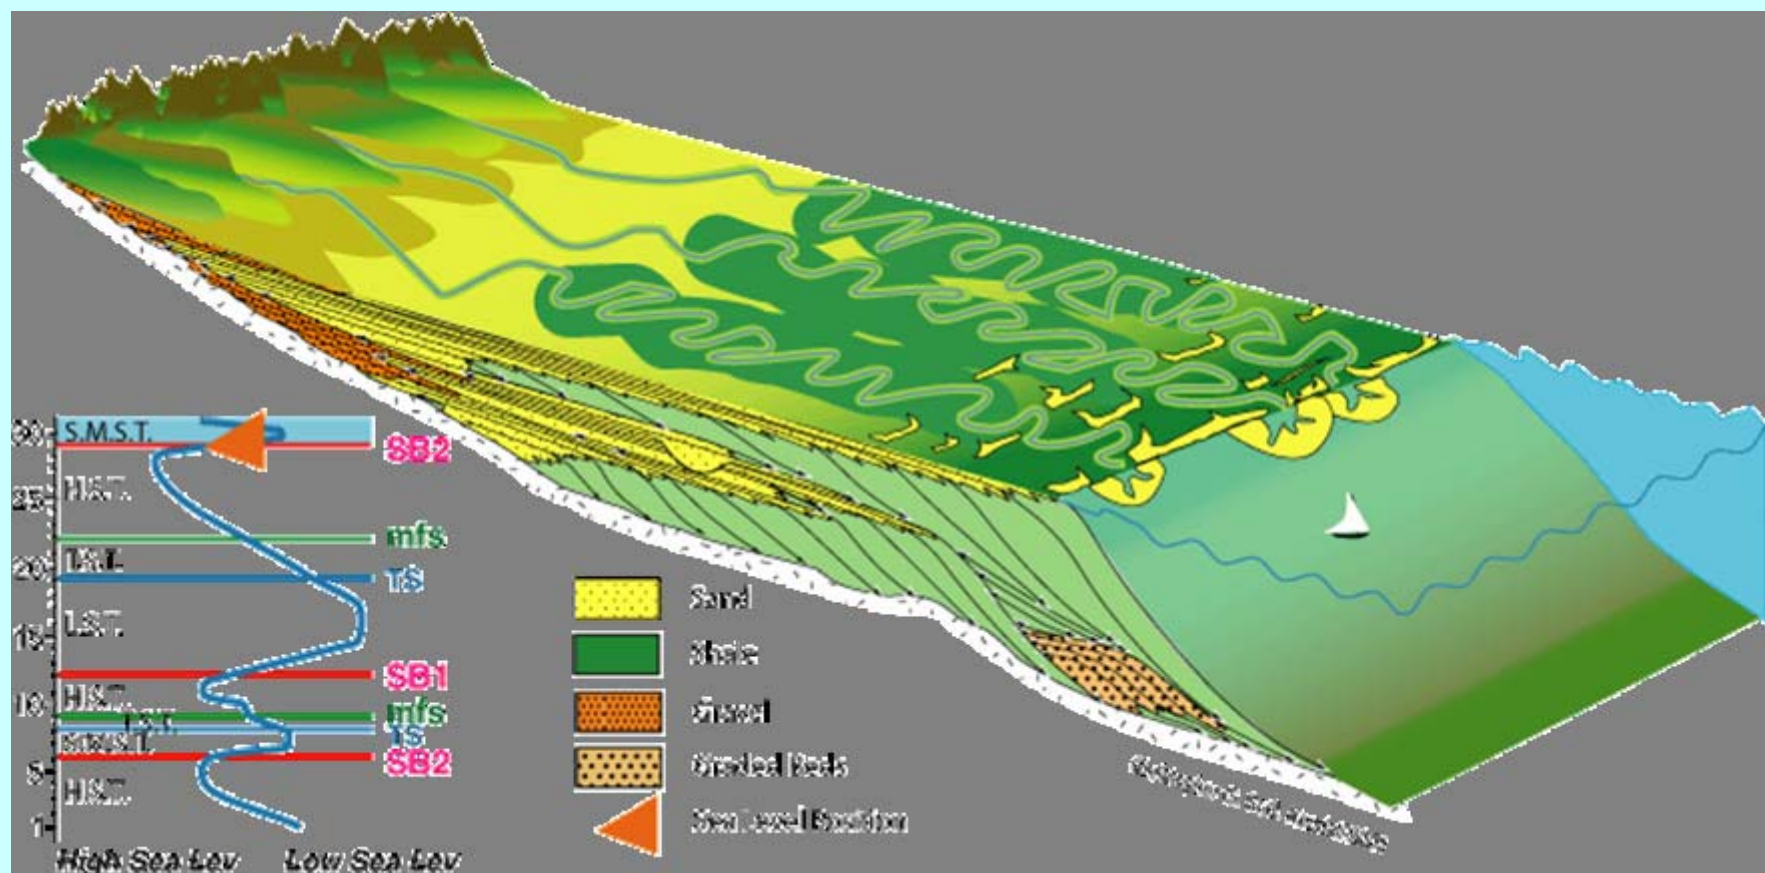 30
S.M.S.T.
SB2
H.S.T.
25
mfs
T.S.T.
20
TS
L.S.T.
15
SB1
H.S.T.
10
mfs
T.S.T.
TS
S.M.S.T.
SB2
5
H.S.T.
1
High Sea Lev Low Sea Lev
Sand
Shale
Gravel
Graded Beds
Sea Level Position